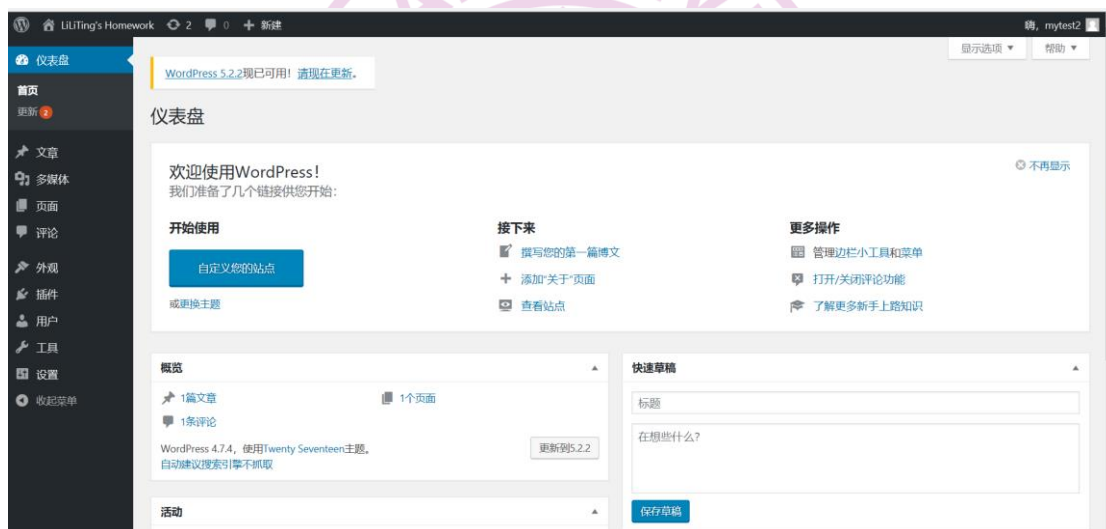 LiLiTing's Homework 2 0 + 新建 嗨，mytest2
显示选项 ▼ 帮助 ▼
仪表盘
首页
更新 2
文章
多媒体
页面
评论
外观
插件
用户
工具
设置
收起菜单
WordPress 5.2.2现已可用！请现在更新。
仪表盘
欢迎使用WordPress！
我们准备了几个链接供您开始：
不再显示
开始使用
自定义您的站点
或更换主题
接下来
撰写您的第一篇博文
添加“关于”页面
查看站点
更多操作
管理边栏小工具和菜单
打开/关闭评论功能
了解更多新手上路知识
概览
1篇文章 1个页面
1条评论
WordPress 4.7.4，使用Twenty Seventeen主题。
更新到5.2.2
自动建议搜索引擎不抓取
活动
快速草稿
标题
在想些什么?
保存草稿